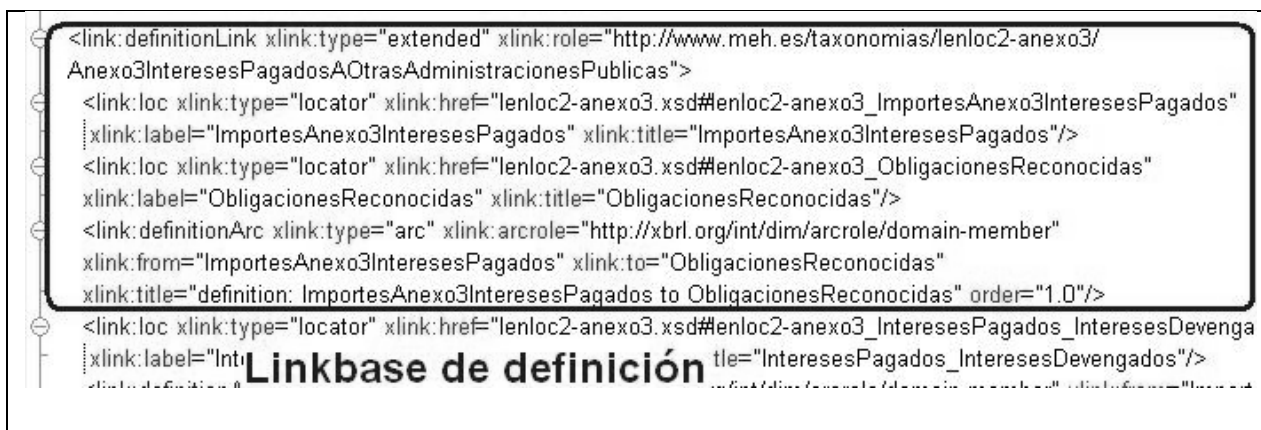 <link:definitionLink xlink:type="extended" xlink:role="http://www.meh.es/taxonomias/lenloc2-anexo3/
Anexo3InteresesPagadosAOtrasAdministracionesPublicas">
<link:loc xlink:type="locator" xlink:href="lenloc2-anexo3.xsd#lenloc2-anexo3_ImportesAnexo3InteresesPagados"
xlink:label="ImportesAnexo3InteresesPagados" xlink:title="ImportesAnexo3InteresesPagados"/>
<link:loc xlink:type="locator" xlink:href="lenloc2-anexo3.xsd#lenloc2-anexo3_ObligacionesReconocidas"
xlink:label="ObligacionesReconocidas" xlink:title="ObligacionesReconocidas"/>
<link:definitionArc xlink:type="arc" xlink:arcrole="http://xbrl.org/int/dim/arcrole/domain-member"
xlink:from="ImportesAnexo3InteresesPagados" xlink:to="ObligacionesReconocidas"
xlink:title="definition: ImportesAnexo3InteresesPagados to ObligacionesReconocidas" order="1.0"/>
<link:loc xlink:type="locator" xlink:href="lenloc2-anexo3.xsd#lenloc2-anexo3_InteresesPagados_InteresesDevenga
xlink:label="Int tle="InteresesPagados_InteresesDevengados"/>
Linkbase de definición